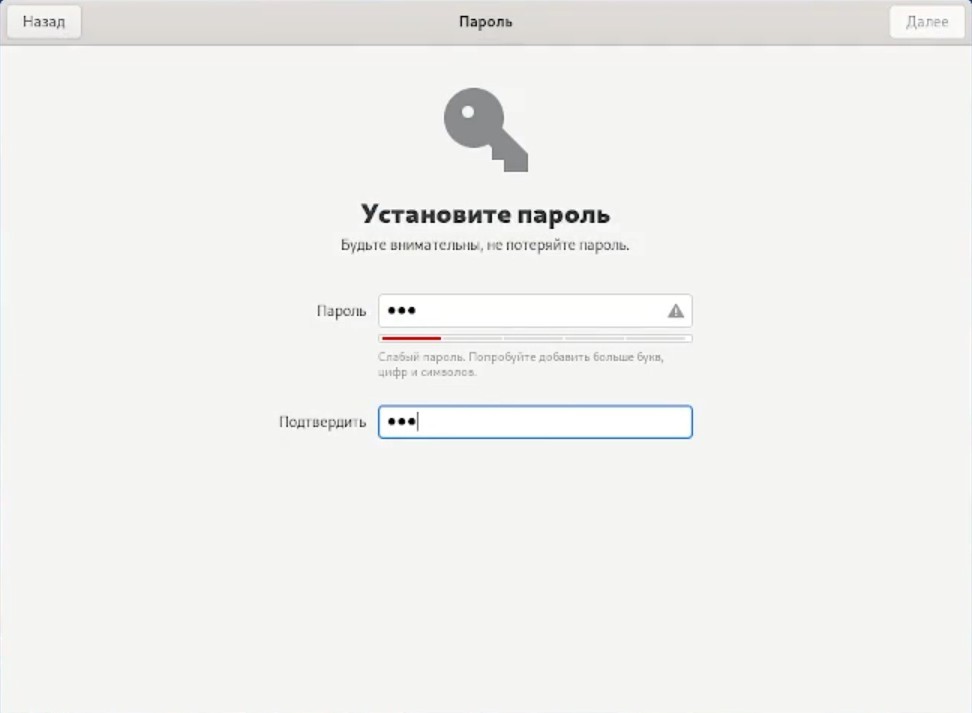 Назад
Пароль
Далее
Установите пароль
Будьте внимательны, не потеряйте пароль.
Пароль
•••
Слабый пароль. Попробуйте добавить больше букв,
цифр и символов.
Подтвердить
•••